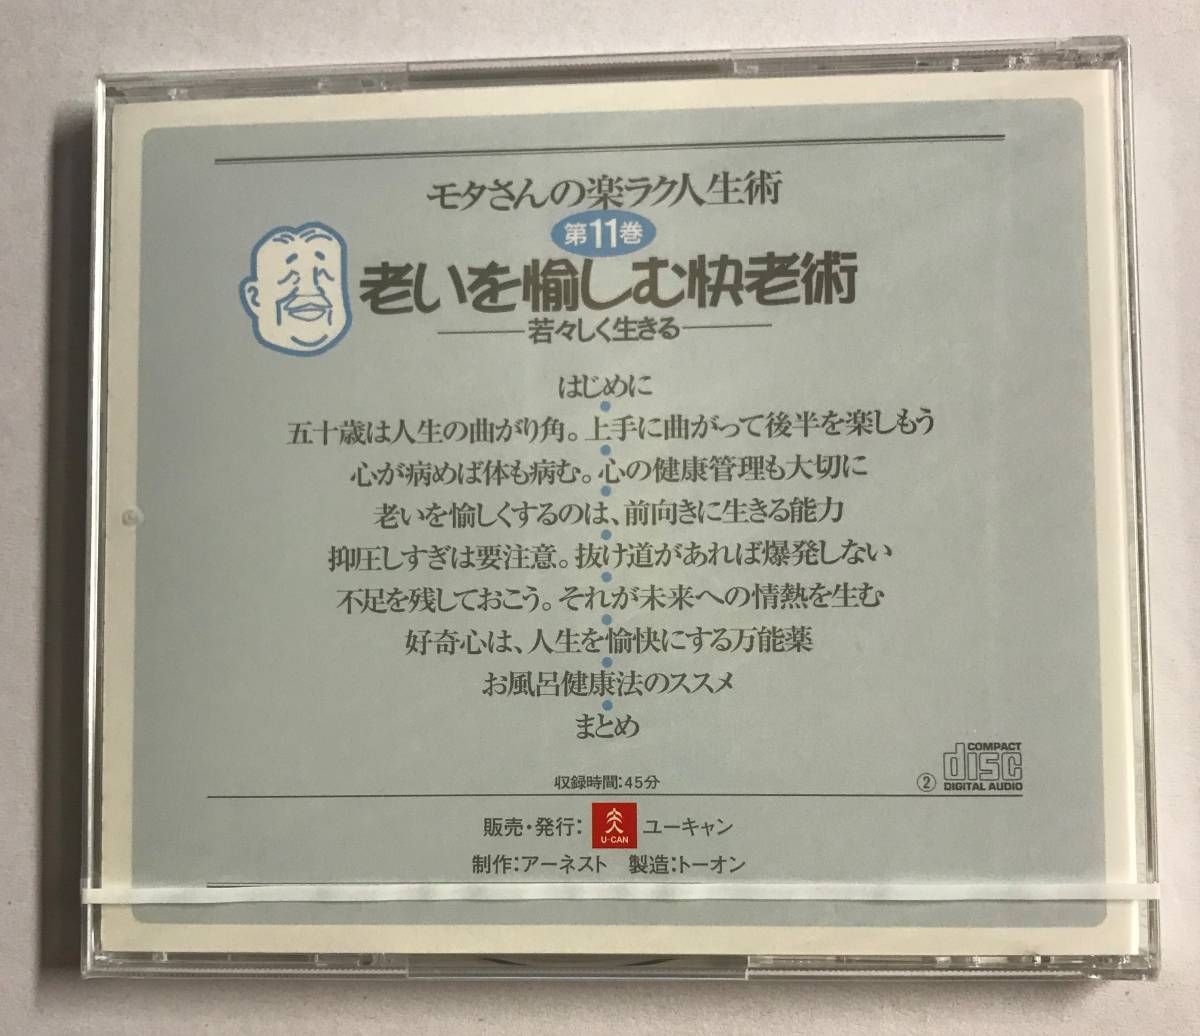 モタさんの楽ラク人生術
第11巻
老いを愉しむ快老術
若々しく生きる
はじめに
五十歳は人生の曲がり角。上手に曲がって後半を楽しもう
心が病めば体も病む。心の健康管理も大切に
老いを愉しくするのは、前向きに生きる能力
抑圧しすぎは要注意。抜け道があれば爆発しない
不足を残しておこう。それが未来への情熱を生む
好奇心は、人生を愉快にする万能薬
お風呂健康法のススメ
まとめ
収録時間:45分
② COMPACT disc DIGITAL AUDIO
販売・発行: U-CAN ユーキャン
制作:アーネスト 製造:トーオン